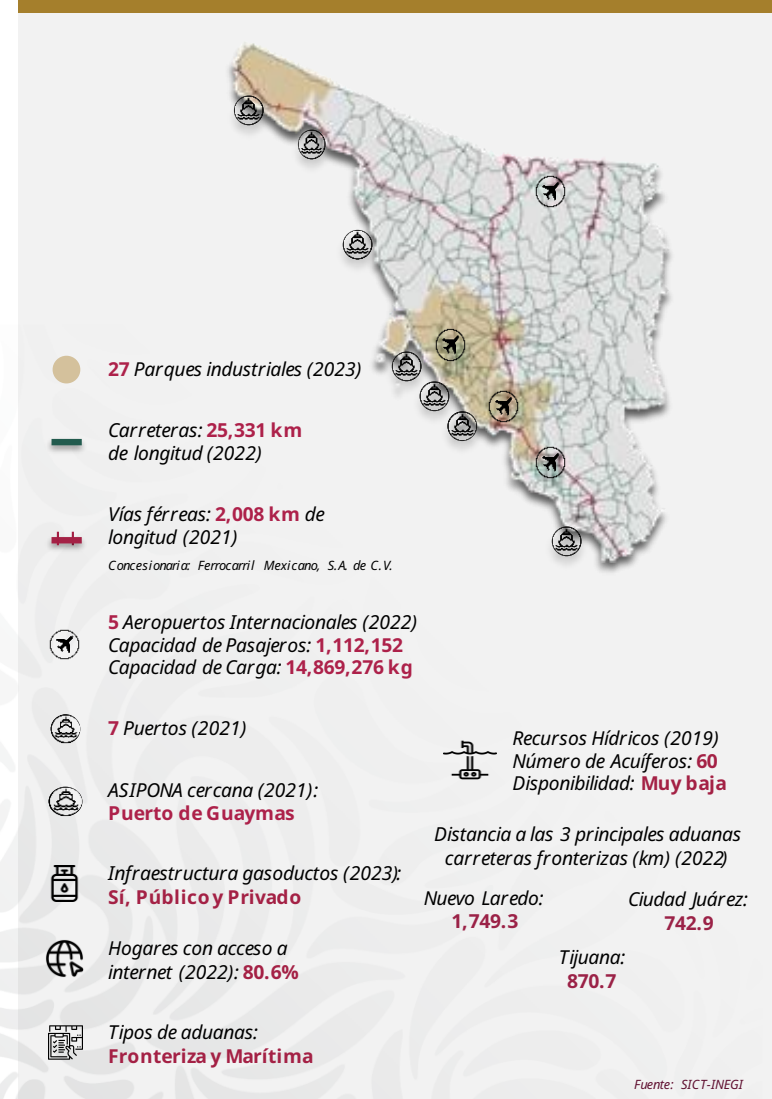 27 Parques industriales (2023)
Carreteras: 25,331 km
de longitud (2022)
Vías férreas: 2,008 km de
longitud (2021)
Concesionaria: Ferrocarril Mexicano, S.A. de C.V.
5 Aeropuertos Internacionales (2022)
Capacidad de Pasajeros: 1,112,152
Capacidad de Carga: 14,869,276 kg
7 Puertos (2021)
ASIPONA cercana (2021):
Puerto de Guaymas
Infraestructura gasoductos (2023):
Sí, Público y Privado
Hogares con acceso a
internet (2022): 80.6%
Tipos de aduanas:
Fronteriza y Marítima
Recursos Hídricos (2019)
Número de Acuíferos: 60
Disponibilidad: Muy baja
Distancia a las 3 principales aduanas
carreteras fronterizas (km) (2022)
Nuevo Laredo:
1,749.3
Ciudad Juárez:
742.9
Tijuana:
870.7
Fuente: SICT-INEGI